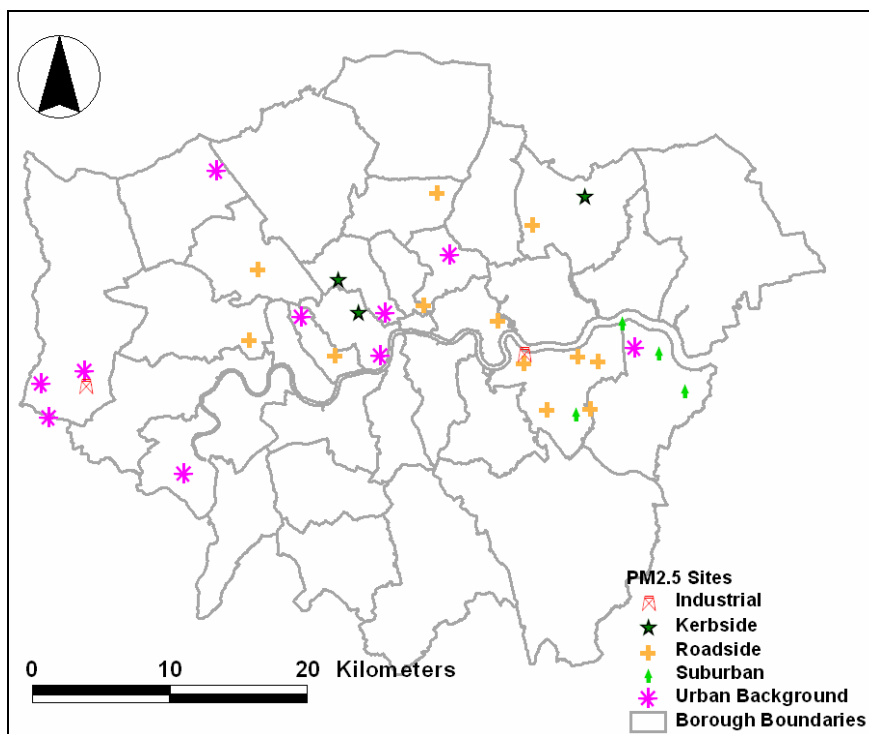 PM2.5 Sites
Industrial
Kerbside
Roadside
Suburban
Urban Background
Borough Boundaries
0 10 20 Kilometers